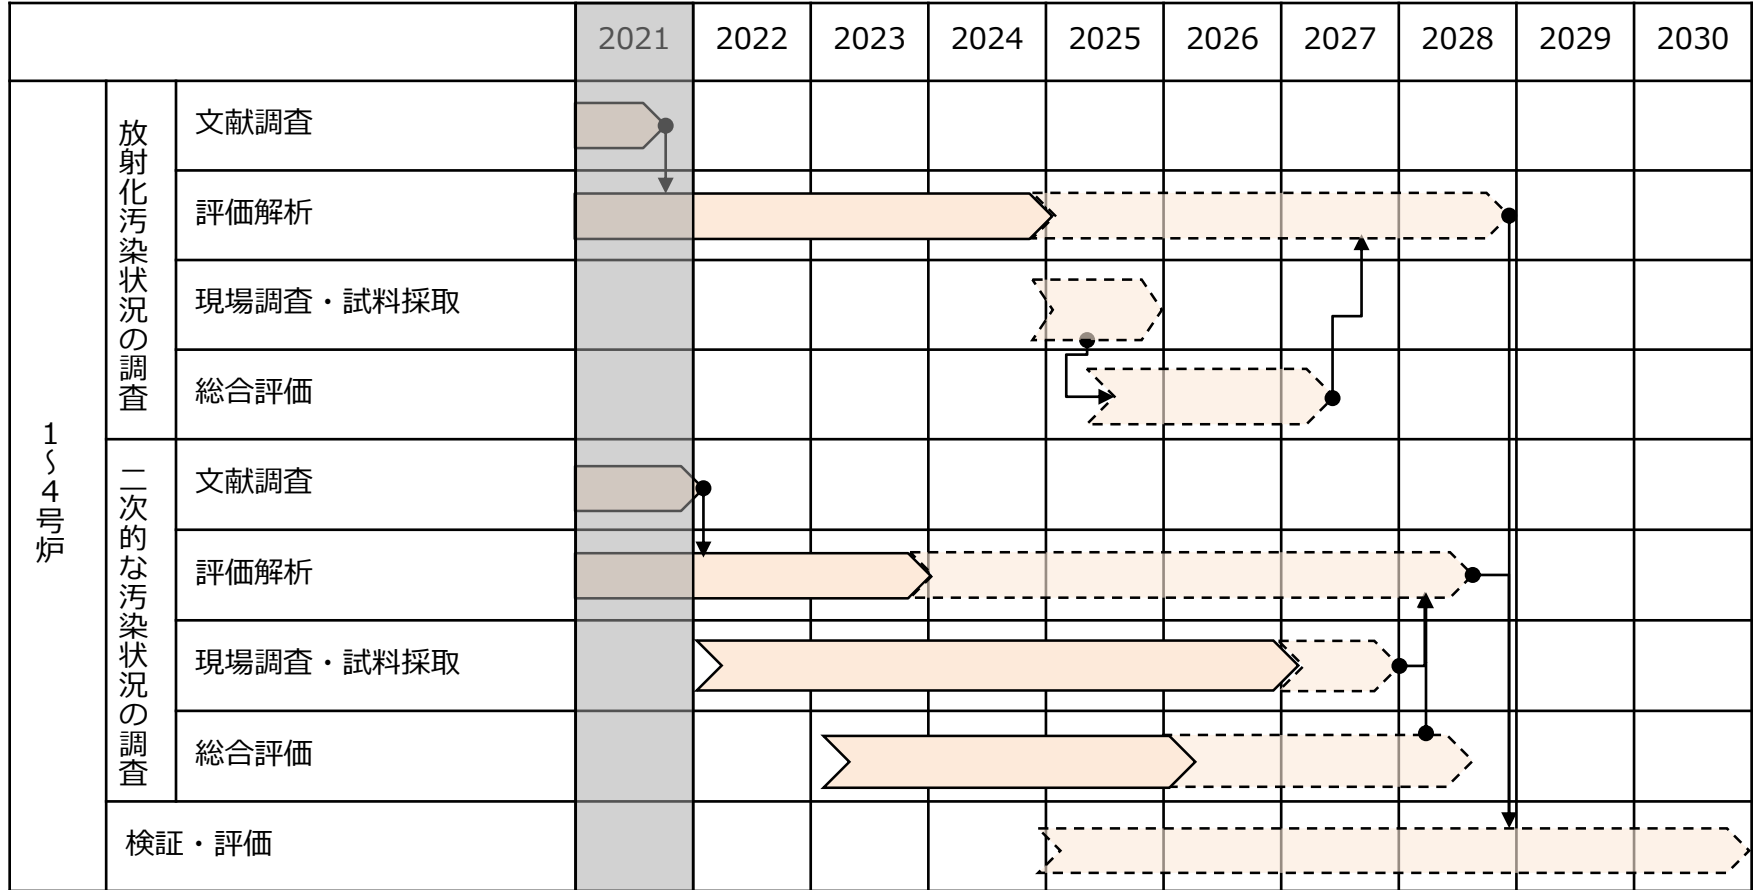 2021 2022 2023 2024 2025 2026 2027 2028 2029 2030
1～4号炉
放射化汚染状況の調査
文献調査
評価解析
現場調査・試料採取
総合評価
二次的な汚染状況の調査
文献調査
評価解析
現場調査・試料採取
総合評価
検証・評価